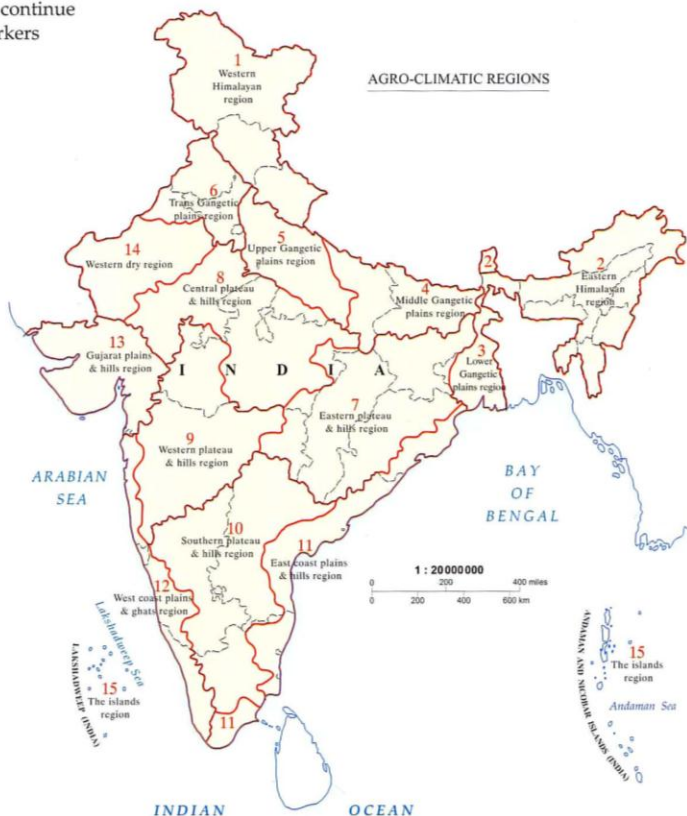 continue
rkers
AGRO-CLIMATIC REGIONS
1
Western
Himalayan
region
6
Trans Gangetic
plains region
5
Upper Gangetic
plains region
14
Western dry region
8
Central plateau
& hills region
4
Middle Gangetic
plains region
2
2
Eastern
Himalayan
region
13
Gujarat plains
& hills region
I N D I A
3
Lower
Gangetic
plains region
7
Eastern plateau
& hills region
9
Western plateau
& hills region
ARABIAN
SEA
BAY
OF
BENGAL
10
Southern plateau
& hills region
11
East coast plains
& hills region
12
West coast plains
& ghats region
1 : 20000000
0 200 400 miles
0 200 400 600 km
Lakshadweep Sea
LAKSHADWEEP (INDIA)
15
The islands
region
ANDAMAN AND NICOBAR ISLANDS (INDIA)
15
The islands
region
Andaman Sea
11
INDIAN OCEAN